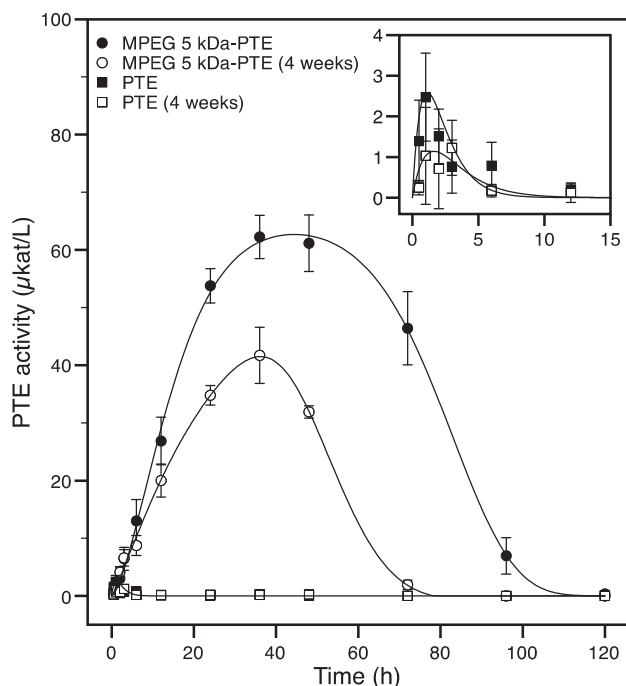 100
80
60
40
20
0
PTE activity (μkat/L)
MPEG 5 kDa-PTE
MPEG 5 kDa-PTE (4 weeks)
PTE
PTE (4 weeks)
4
3
2
1
0
0 5 10 15
0 20 40 60 80 100 120
Time (h)